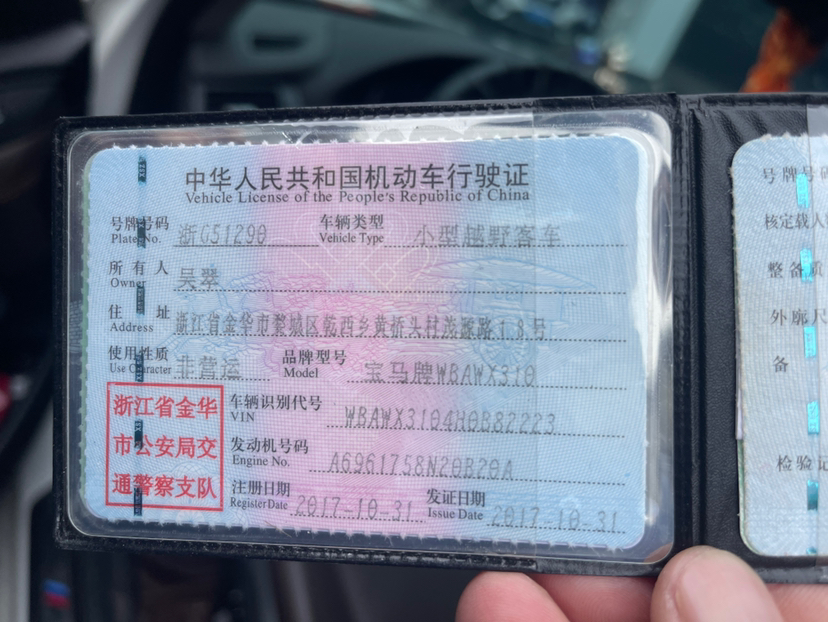 中华人民共和国机动车行驶证
Vehicle License of the People's Republic of China
号牌号码 浙G51290 车辆类型 小型越野客车
Plate No. Vehicle Type
所有人 吴翠
Owner
住址 浙江省金华市婺城区乾西乡黄桥头村 路18号
Address
使用性质 非营运 品牌型号 宝马牌WBAWX310
Use Character Model
浙江省金华
市公安局交
通警察支队
车辆识别代号 WBAWX3104H0B82223
VIN
发动机号码 A6961758N20B20A
Engine No.
注册日期 2017-10-31 发证日期 2017-10-31
Register Date Issue Date
号牌号码
核定载人
整备质
外廓尺
备
检验记